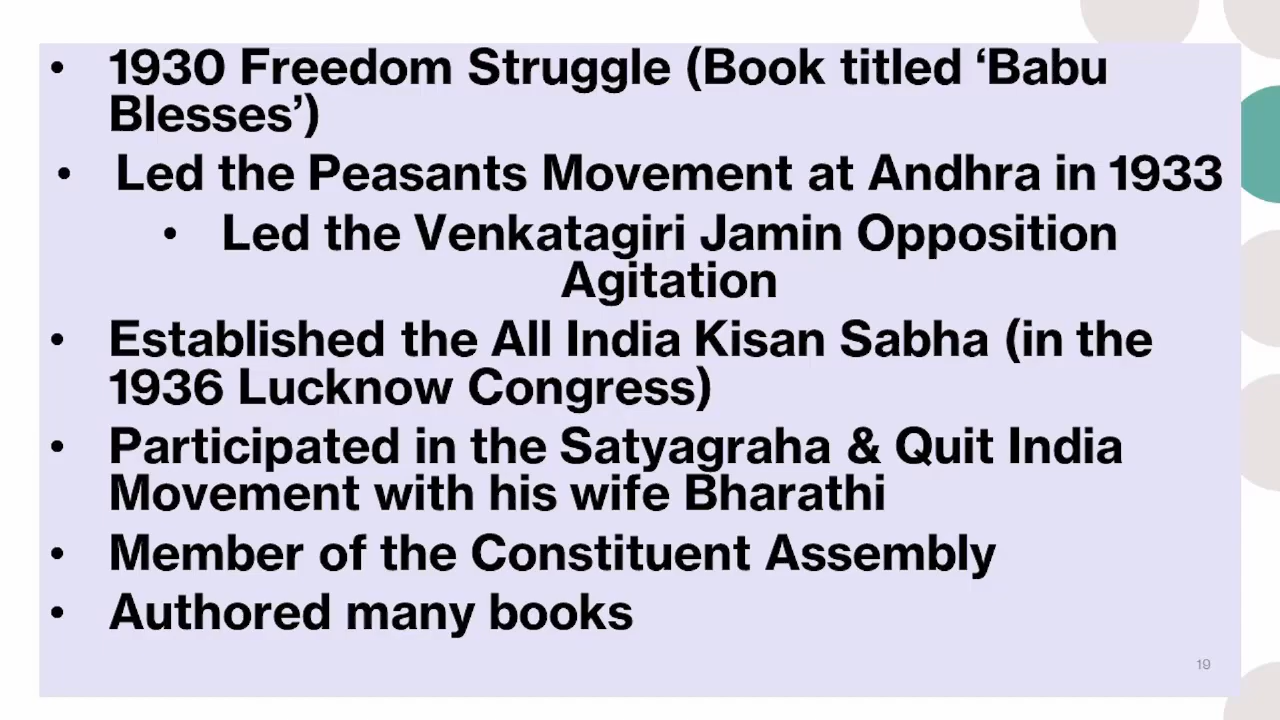 • 1930 Freedom Struggle (Book titled ‘Babu
Blesses’)
• Led the Peasants Movement at Andhra in 1933
• Led the Venkatagiri Jamin Opposition
Agitation
• Established the All India Kisan Sabha (in the
1936 Lucknow Congress)
• Participated in the Satyagraha & Quit India
Movement with his wife Bharathi
• Member of the Constituent Assembly
• Authored many books
19